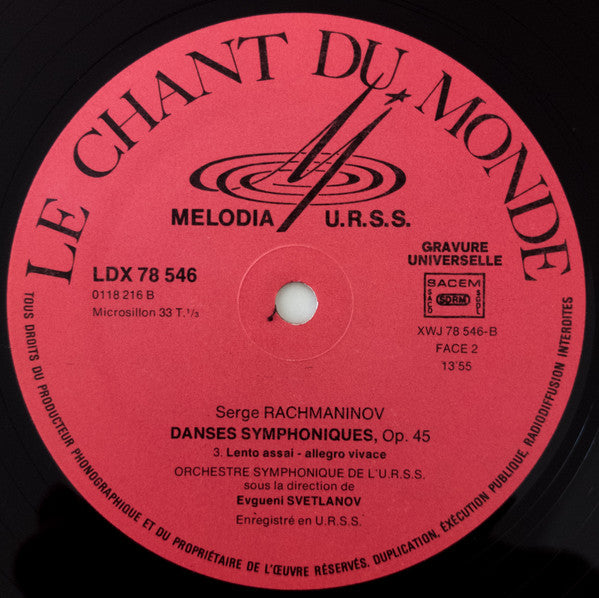 LE CHANT DU MONDE
MELODIA U.R.S.S.
GRAVURE
UNIVERSELLE
LDX 78 546
0118 216 B
Microsillon 33 T.⅓
SACEM
SACD SDRM SGDL
XWJ 78 546-B
FACE 2
13'55
Serge RACHMANINOV
DANSES SYMPHONIQUES, Op. 45
3. Lento assai - allegro vivace
ORCHESTRE SYMPHONIQUE DE L'U.R.S.S.
sous la direction de
Evgueni SVETLANOV
Enregistré en U.R.S.S.
TOUS DROITS DU PRODUCTEUR PHONOGRAPHIQUE ET DU PROPRIÉTAIRE DE L'ŒUVRE RÉSERVÉS. DUPLICATION, EXÉCUTION PUBLIQUE, RADIODIFFUSION INTERDITES